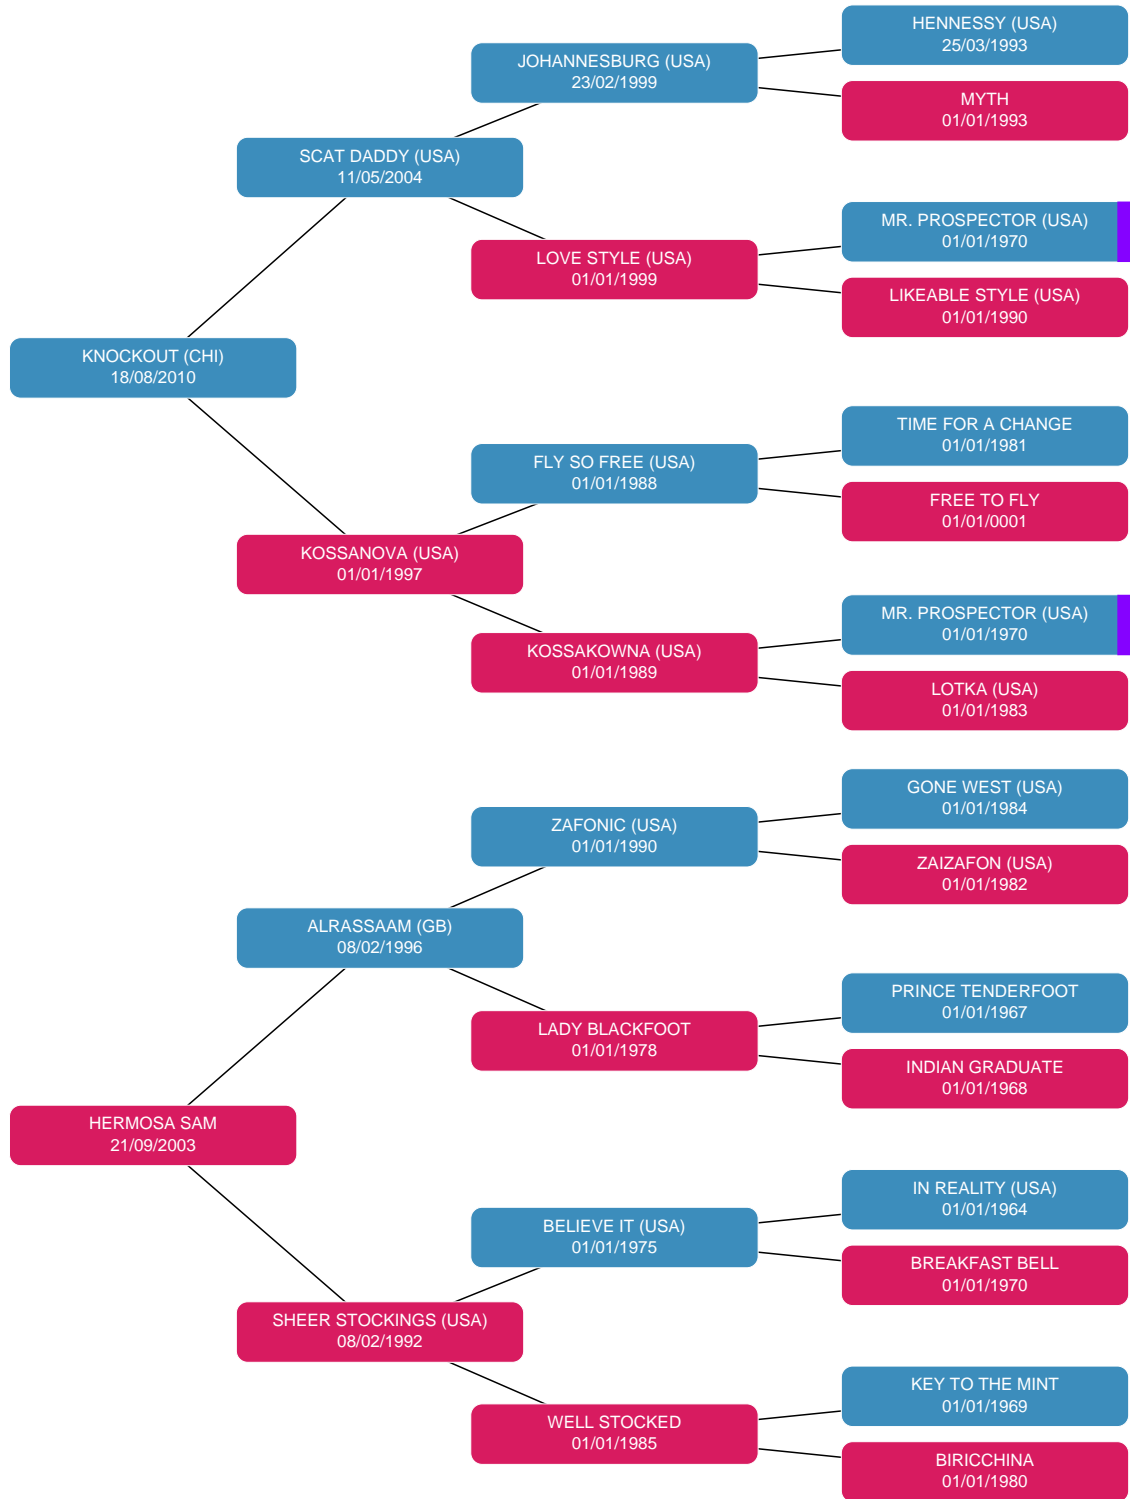 HENNESSY (USA)
25/03/1993
JOHANNESBURG (USA)
23/02/1999
MYTH
01/01/1993
SCAT DADDY (USA)
11/05/2004
MR. PROSPECTOR (USA)
01/01/1970
LOVE STYLE (USA)
01/01/1999
LIKEABLE STYLE (USA)
01/01/1990
KNOCKOUT (CHI)
18/08/2010
TIME FOR A CHANGE
01/01/1981
FLY SO FREE (USA)
01/01/1988
FREE TO FLY
01/01/0001
KOSSANOVA (USA)
01/01/1997
MR. PROSPECTOR (USA)
01/01/1970
KOSSAKOWNA (USA)
01/01/1989
LOTKA (USA)
01/01/1983
GONE WEST (USA)
01/01/1984
ZAFONIC (USA)
01/01/1990
ZAIZAFON (USA)
01/01/1982
ALRASSAAM (GB)
08/02/1996
PRINCE TENDERFOOT
01/01/1967
LADY BLACKFOOT
01/01/1978
INDIAN GRADUATE
01/01/1968
HERMOSA SAM
21/09/2003
IN REALITY (USA)
01/01/1964
BELIEVE IT (USA)
01/01/1975
BREAKFAST BELL
01/01/1970
SHEER STOCKINGS (USA)
08/02/1992
KEY TO THE MINT
01/01/1969
WELL STOCKED
01/01/1985
BIRICCHINA
01/01/1980